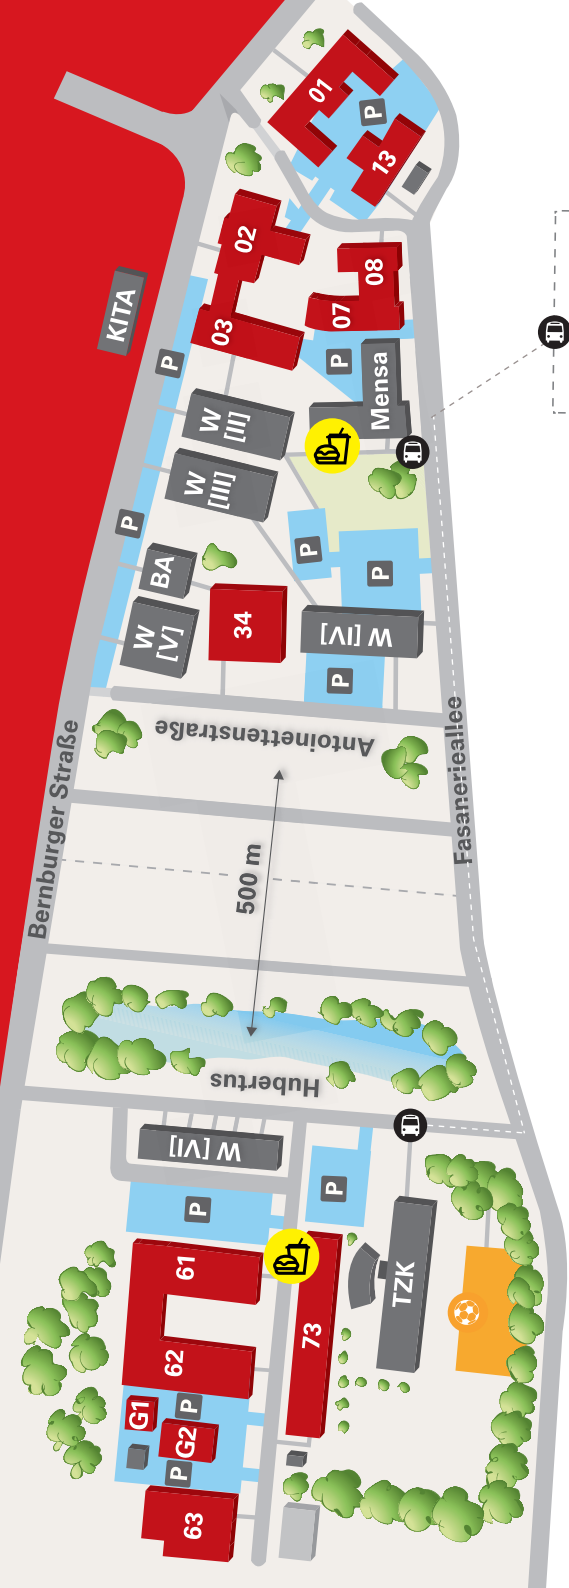 01
P
13
02
08
KITA
03
07
P
P
Mensa
W
[II]
W
[III]
P
P
BA
P
34
W
[V]
W [IV]
P
Antoinettenstraße
Bernburger Straße
Fasanerieallee
500 m
Hubertus
W [VI]
P
P
61
TZK
73
62
G1
P
G2
P
63